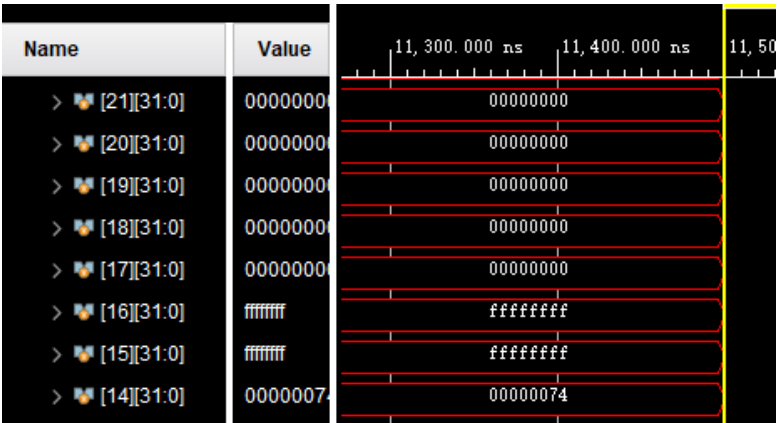 Name Value 11,300.000 ns 11,400.000 ns 11,50
[21][31:0] 00000000 00000000
[20][31:0] 00000000 00000000
[19][31:0] 00000000 00000000
[18][31:0] 00000000 00000000
[17][31:0] 00000000 00000000
[16][31:0] ffffffff ffffffff
[15][31:0] ffffffff ffffffff
[14][31:0] 00000074 00000074